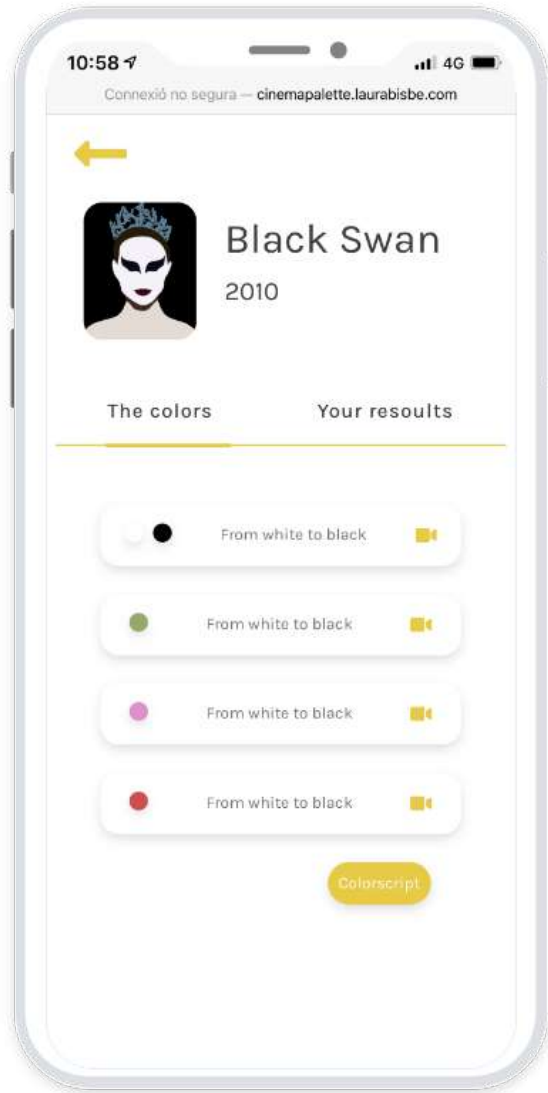 10:58
4G
Connexió no segura — cinemapalette.laurabisbe.com
Black Swan
2010
The colors
Your resoults
From white to black
From white to black
From white to black
From white to black
Colorscript